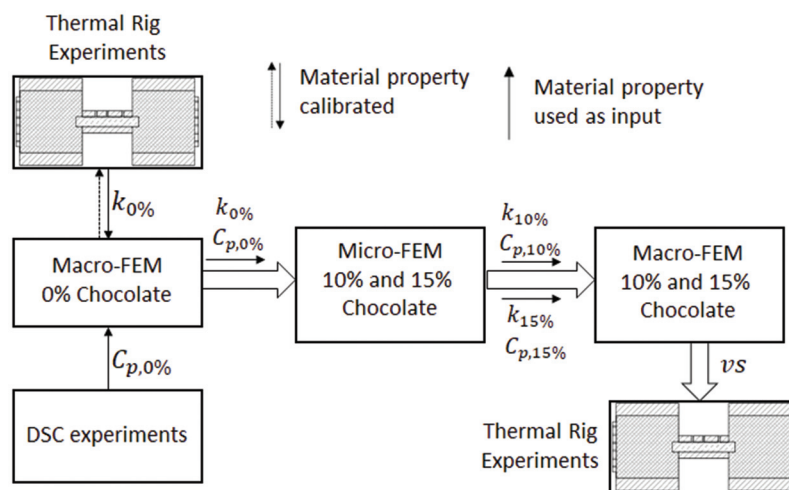 Thermal Rig
Experiments
Material property
calibrated
Material property
used as input
k0%
k0%
Cp,0%
k10%
Cp,10%
Macro-FEM
0% Chocolate
Micro-FEM
10% and 15%
Chocolate
Macro-FEM
10% and 15%
Chocolate
k15%
Cp,15%
Cp,0%
vs
DSC experiments
Thermal Rig
Experiments